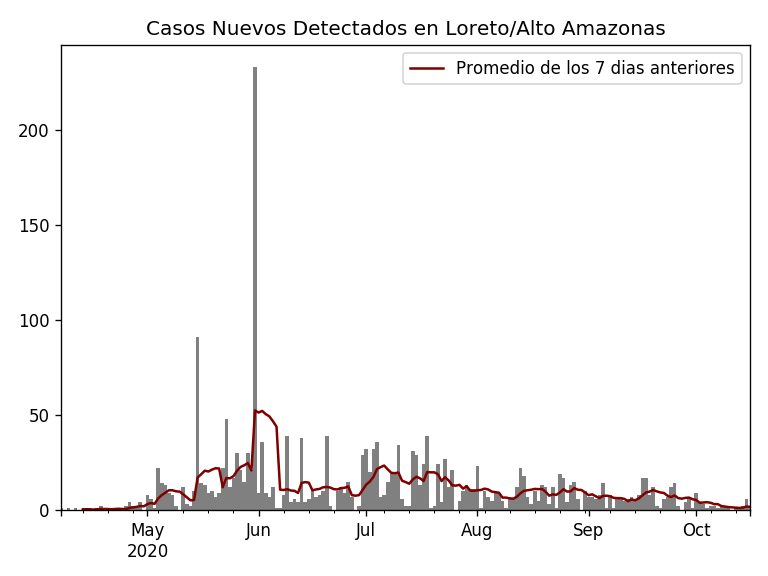 Casos Nuevos Detectados en Loreto/Alto Amazonas
Promedio de los 7 dias anteriores
200
150
100
50
0
May Jun Jul Aug Sep Oct
2020